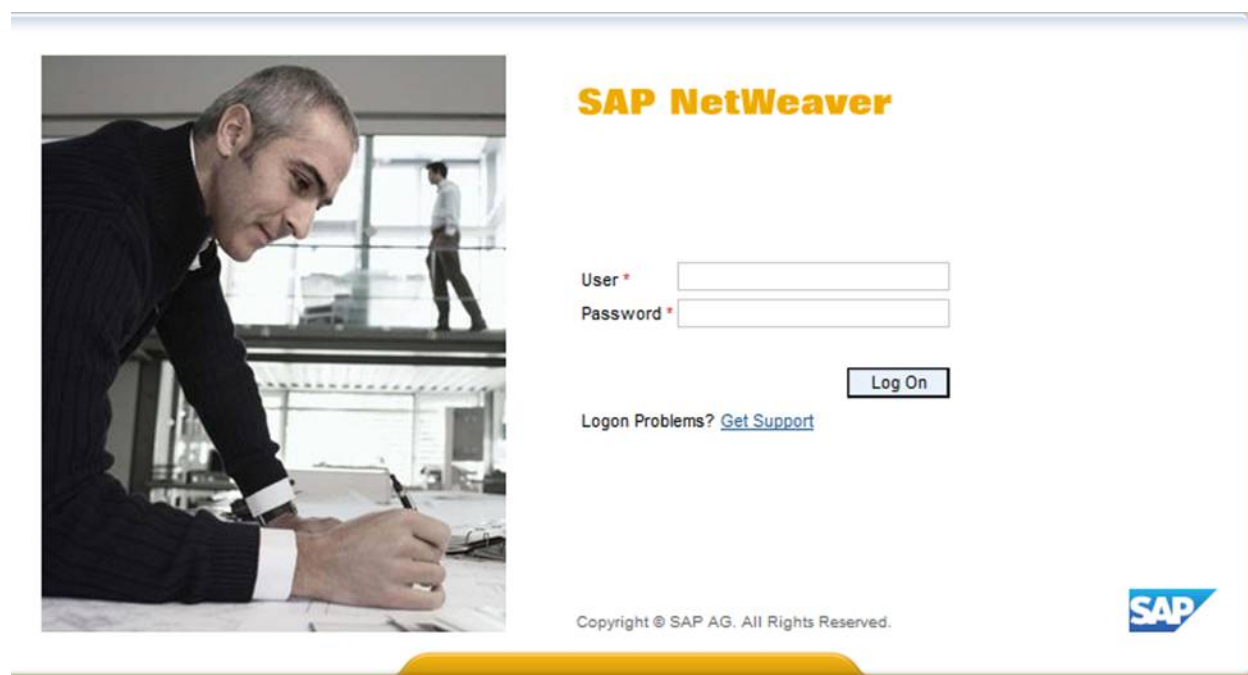 SAP NetWeaver
User *
Password *
Log On
Logon Problems? Get Support
Copyright © SAP AG. All Rights Reserved.
SAP